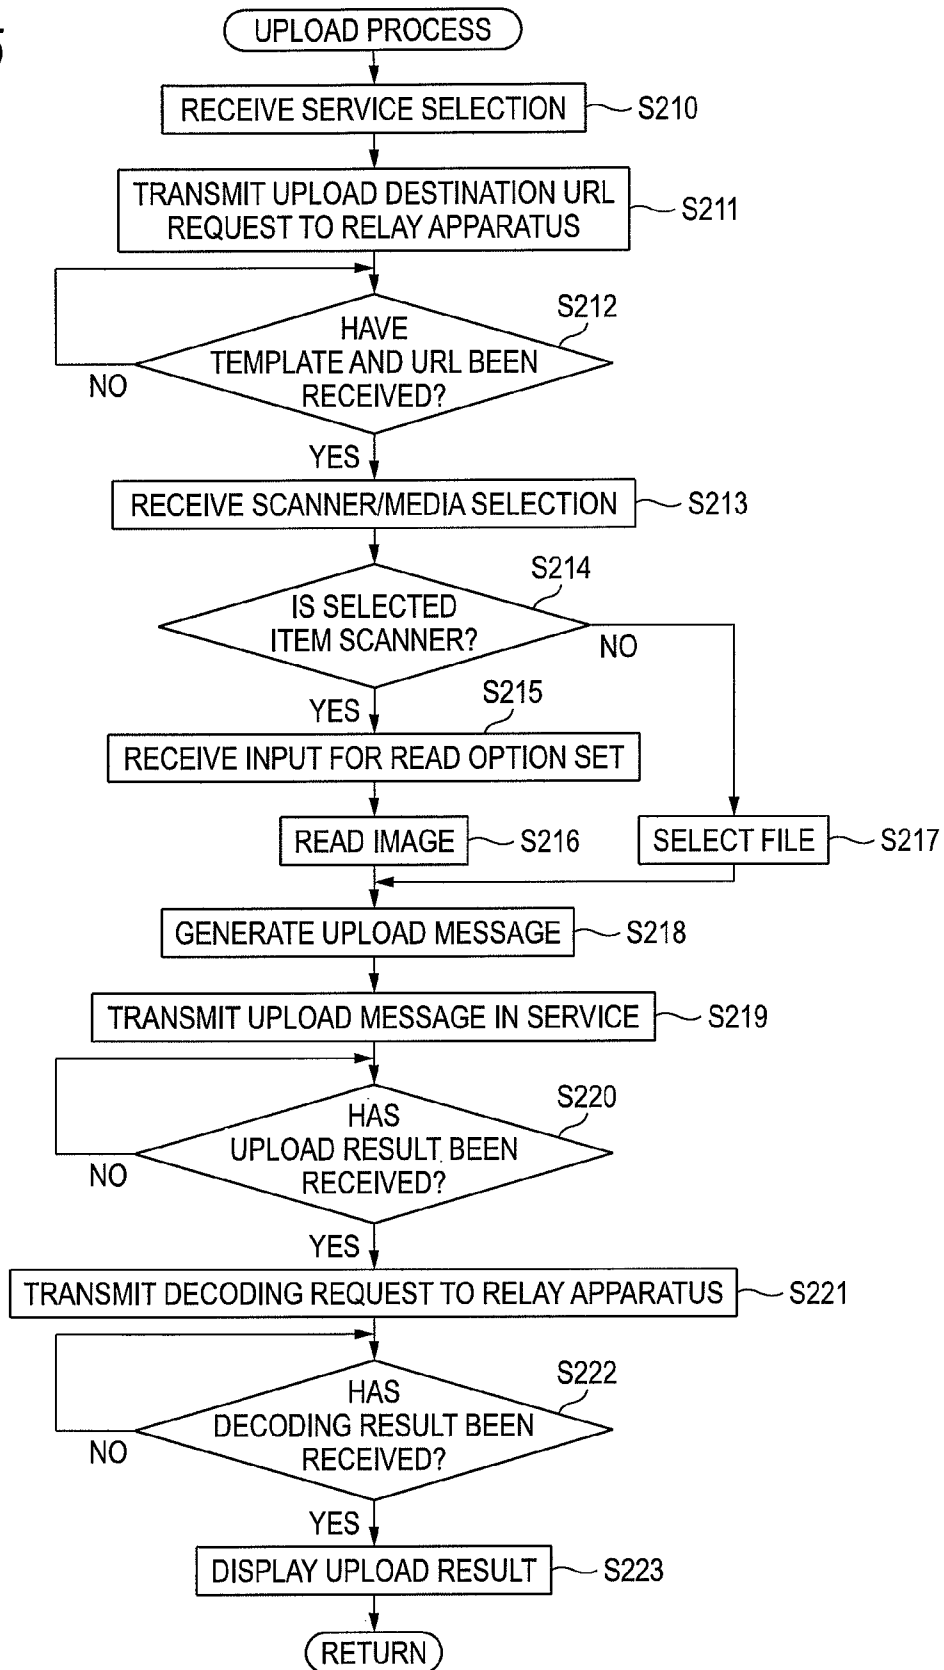 5
UPLOAD PROCESS
RECEIVE SERVICE SELECTION
S210
TRANSMIT UPLOAD DESTINATION URL
REQUEST TO RELAY APPARATUS
S211
S212
HAVE
TEMPLATE AND URL BEEN
RECEIVED?
NO
YES
RECEIVE SCANNER/MEDIA SELECTION
S213
S214
IS SELECTED
ITEM SCANNER?
NO
YES
S215
RECEIVE INPUT FOR READ OPTION SET
READ IMAGE
S216
SELECT FILE
S217
GENERATE UPLOAD MESSAGE
S218
TRANSMIT UPLOAD MESSAGE IN SERVICE
S219
S220
HAS
UPLOAD RESULT BEEN
RECEIVED?
NO
YES
TRANSMIT DECODING REQUEST TO RELAY APPARATUS
S221
S222
HAS
DECODING RESULT BEEN
RECEIVED?
NO
YES
DISPLAY UPLOAD RESULT
S223
RETURN